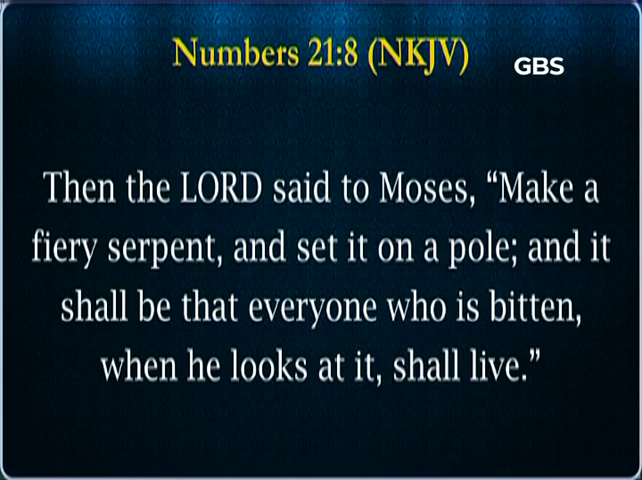 Numbers 21:8 (NKJV)
GBS
Then the LORD said to Moses, “Make a
fiery serpent, and set it on a pole; and it
shall be that everyone who is bitten,
when he looks at it, shall live.”